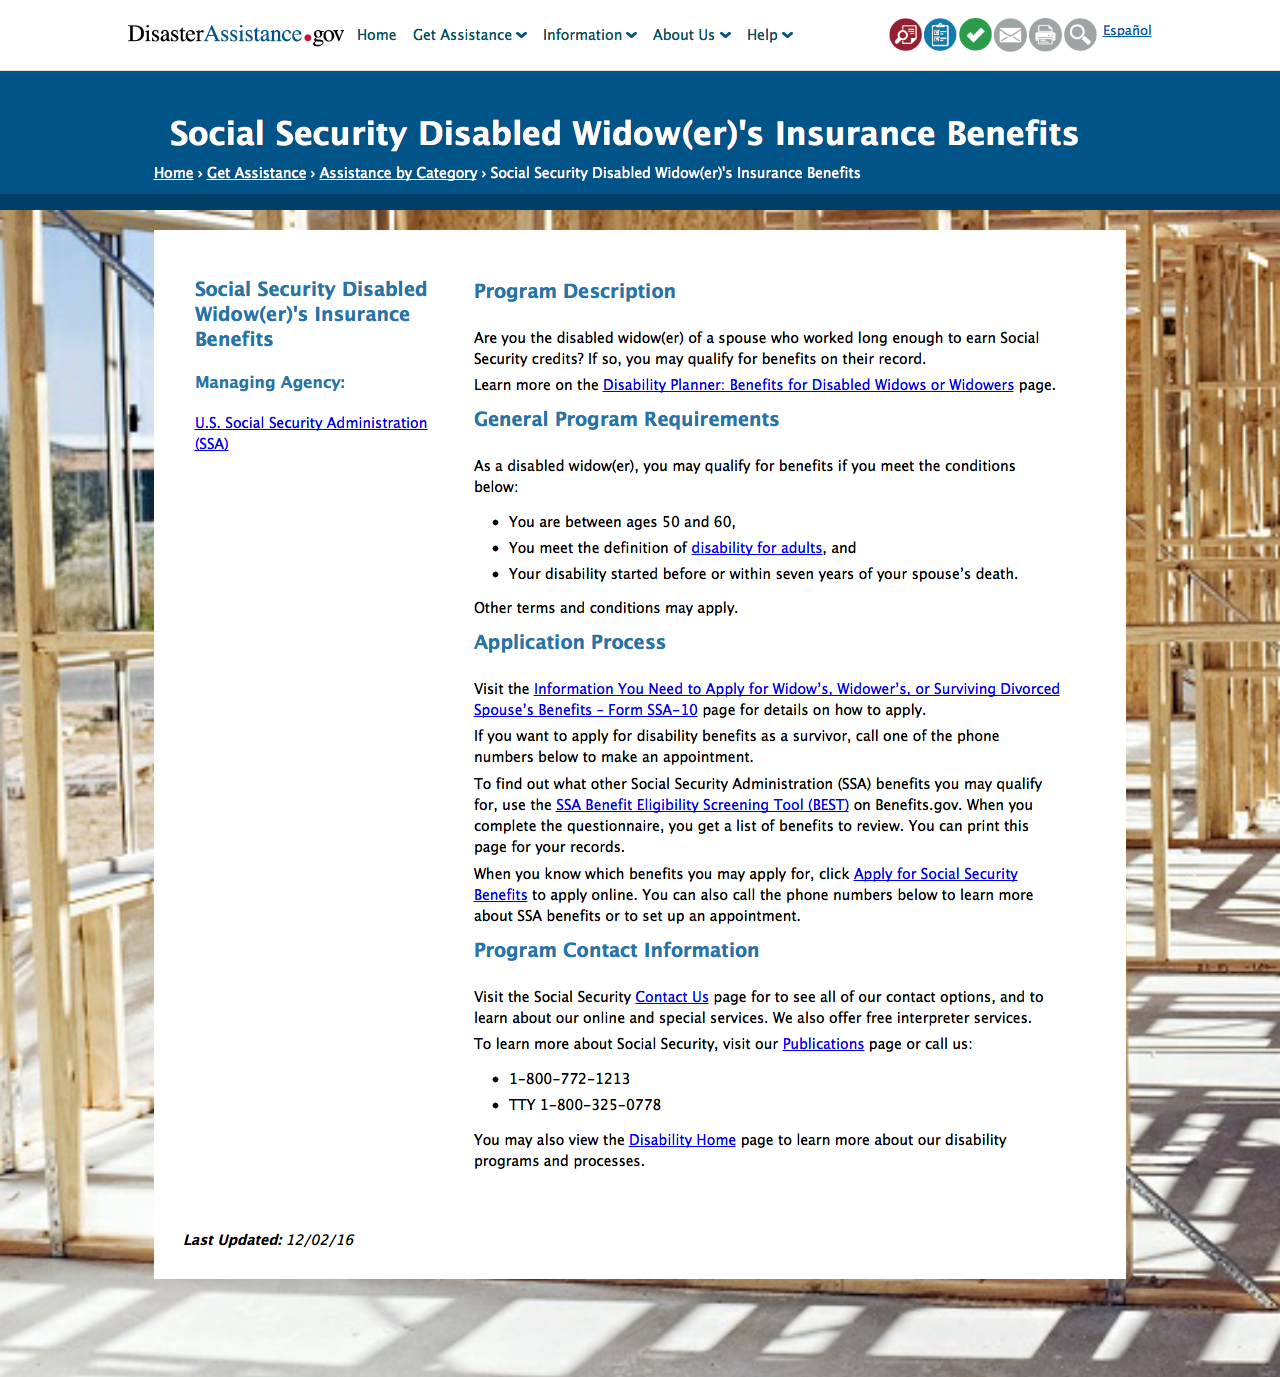 DisasterAssistance.gov Home Get Assistance Information About Us Help Español
Social Security Disabled Widow(er)'s Insurance Benefits
Home › Get Assistance › Assistance by Category › Social Security Disabled Widow(er)'s Insurance Benefits
Social Security Disabled
Widow(er)'s Insurance
Benefits
Managing Agency:
U.S. Social Security Administration
(SSA)
Program Description
Are you the disabled widow(er) of a spouse who worked long enough to earn Social
Security credits? If so, you may qualify for benefits on their record.
Learn more on the Disability Planner: Benefits for Disabled Widows or Widowers page.
General Program Requirements
As a disabled widow(er), you may qualify for benefits if you meet the conditions
below:
• You are between ages 50 and 60,
• You meet the definition of disability for adults, and
• Your disability started before or within seven years of your spouse’s death.
Other terms and conditions may apply.
Application Process
Visit the Information You Need to Apply for Widow’s, Widower’s, or Surviving Divorced
Spouse’s Benefits – Form SSA-10 page for details on how to apply.
If you want to apply for disability benefits as a survivor, call one of the phone
numbers below to make an appointment.
To find out what other Social Security Administration (SSA) benefits you may qualify
for, use the SSA Benefit Eligibility Screening Tool (BEST) on Benefits.gov. When you
complete the questionnaire, you get a list of benefits to review. You can print this
page for your records.
When you know which benefits you may apply for, click Apply for Social Security
Benefits to apply online. You can also call the phone numbers below to learn more
about SSA benefits or to set up an appointment.
Program Contact Information
Visit the Social Security Contact Us page for to see all of our contact options, and to
learn about our online and special services. We also offer free interpreter services.
To learn more about Social Security, visit our Publications page or call us:
• 1-800-772-1213
• TTY 1-800-325-0778
You may also view the Disability Home page to learn more about our disability
programs and processes.
Last Updated: 12/02/16